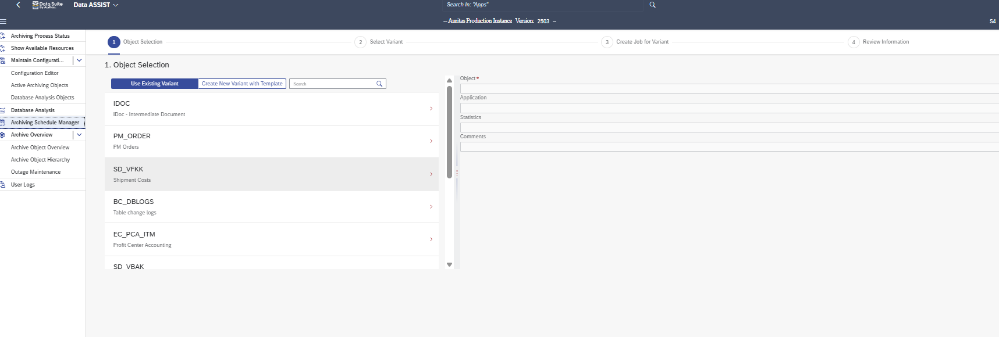 Data Suite
by Auritas
Data ASSIST
Search In: "Apps"
-- Auritas Production Instance Version: 2503 --
S4
Archiving Process Status
Show Available Resources
Maintain Configurati...
Configuration Editor
Active Archiving Objects
Database Analysis Objects
Database Analysis
Archiving Schedule Manager
Archive Overview
Archive Object Overview
Archive Object Hierarchy
Outage Maintenance
User Logs
1 Object Selection
2 Select Variant
3 Create Job for Variant
4 Review Information
1. Object Selection
Use Existing Variant
Create New Variant with Template
Search
IDOC
IDoc - Intermediate Document
PM_ORDER
PM Orders
SD_VFKK
Shipment Costs
BC_DBLOGS
Table change logs
EC_PCA_ITM
Profit Center Accounting
SD_VBAK
Object*
Application
Statistics
Comments